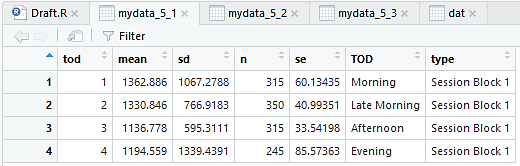 Draft.R mydata_5_1 mydata_5_2 mydata_5_3 dat
Filter
tod mean sd n se TOD type
1 1 1362.886 1067.2788 315 60.13435 Morning Session Block 1
2 2 1330.846 766.9183 350 40.99351 Late Morning Session Block 1
3 3 1136.778 595.3111 315 33.54198 Afternoon Session Block 1
4 4 1194.559 1339.4391 245 85.57363 Evening Session Block 1